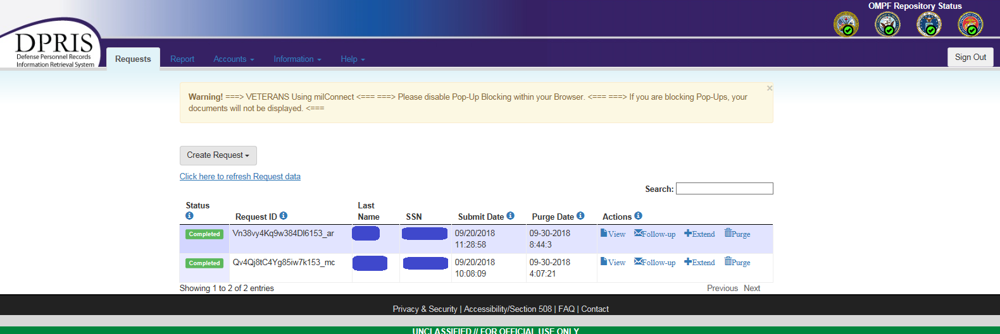 OMPF Repository Status
DPRIS
Defense Personnel Records
Information Retrieval System
Requests Report Accounts Information Help Sign Out
Warning! ===> VETERANS Using milConnect <=== ===> Please disable Pop-Up Blocking within your Browser. <=== ===> If you are blocking Pop-Ups, your
documents will not be displayed. <===
×
Create Request
Click here to refresh Request data
Search:
Status Request ID Last Name SSN Submit Date Purge Date Actions
Completed Vn38vy4Kq9w384DI6153_ar 09/20/2018 11:28:58 09-30-2018 8:44:3 View Follow-up Extend Purge
Completed Qv4Qj8tC4Yg85iw7k153_mc 09/20/2018 10:08:09 09-30-2018 4:07:21 View Follow-up Extend Purge
Showing 1 to 2 of 2 entries Previous Next
Privacy & Security | Accessibility/Section 508 | FAQ | Contact
UNCLASSIFIED // FOR OFFICIAL USE ONLY